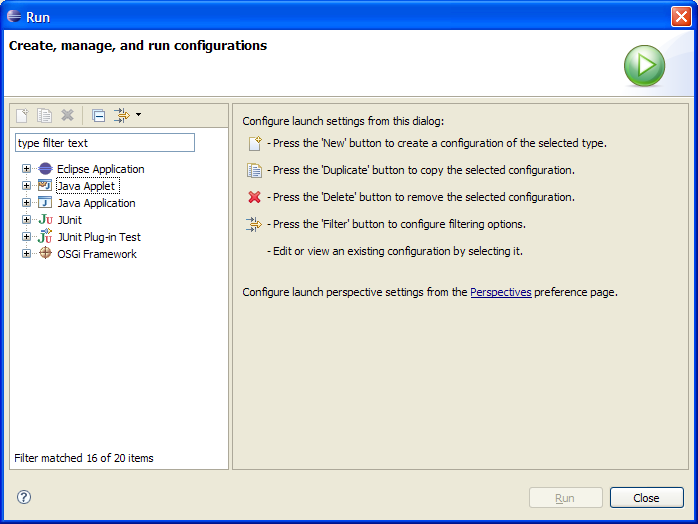 Run
Create, manage, and run configurations
type filter text
Eclipse Application
Java Applet
Java Application
JUnit
JUnit Plug-in Test
OSGi Framework
Filter matched 16 of 20 items
Configure launch settings from this dialog:
- Press the 'New' button to create a configuration of the selected type.
- Press the 'Duplicate' button to copy the selected configuration.
- Press the 'Delete' button to remove the selected configuration.
- Press the 'Filter' button to configure filtering options.
- Edit or view an existing configuration by selecting it.
Configure launch perspective settings from the Perspectives preference page.
Run
Close